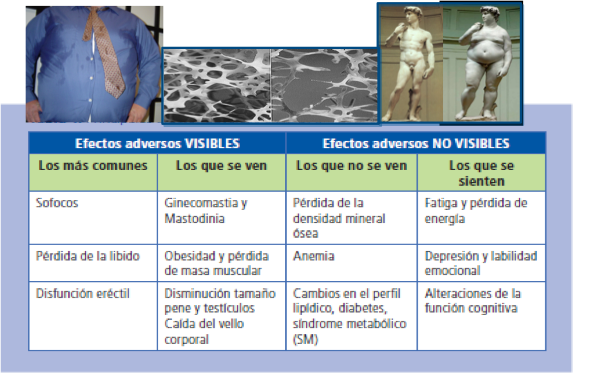 Efectos adversos VISIBLES
Efectos adversos NO VISIBLES
Los más comunes
Los que se ven
Los que no se ven
Los que se
sienten
Sofocos
Ginecomastia y
Mastodinia
Pérdida de la
densidad mineral
ósea
Fatiga y pérdida de
energía
Pérdida de la libido
Obesidad y pérdida
de masa muscular
Anemia
Depresión y labilidad
emocional
Disfunción eréctil
Disminución tamaño
pene y testículos
Caída del vello
corporal
Cambios en el perfil
lipídico, diabetes,
síndrome metabólico
(SM)
Alteraciones de la
función cognitiva